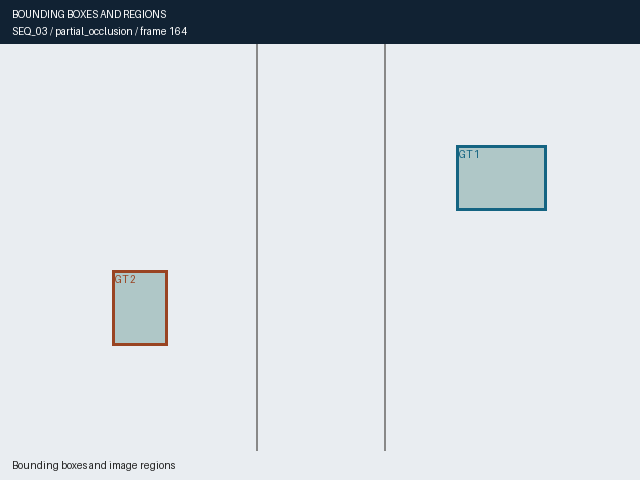 BOUNDING BOXES AND REGIONS
SEQ_03 / partial_occlusion / frame 164
GT1
GT2
Bounding boxes and image regions